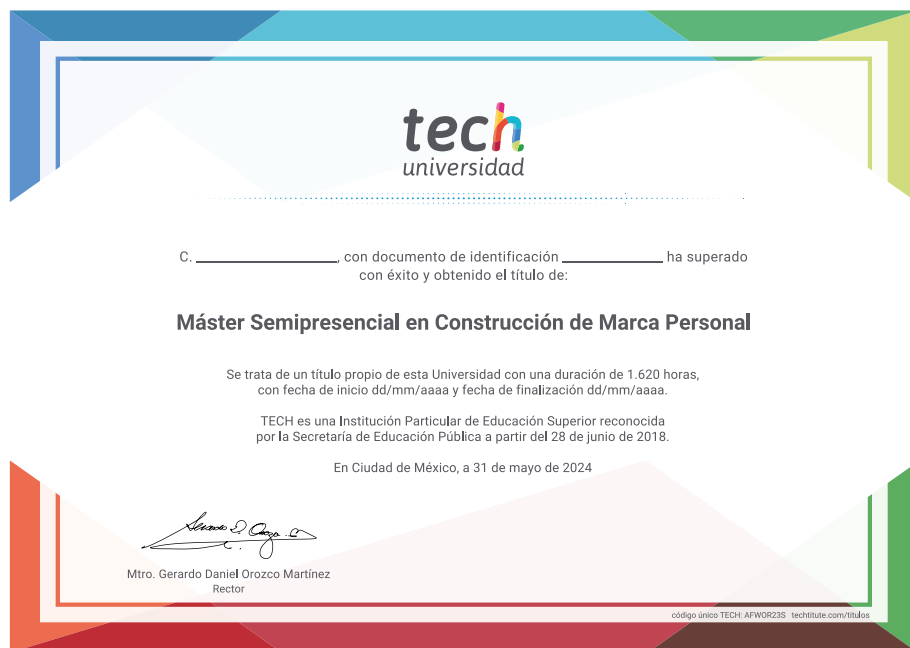 tech
universidad
C. ____________, con documento de identificación ____________ ha superado
con éxito y obtenido el título de:
Máster Semipresencial en Construcción de Marca Personal
Se trata de un título propio de esta Universidad con una duración de 1.620 horas,
con fecha de inicio dd/mm/aaaa y fecha de finalización dd/mm/aaaa.
TECH es una Institución Particular de Educación Superior reconocida
por la Secretaría de Educación Pública a partir del 28 de junio de 2018.
En Ciudad de México, a 31 de mayo de 2024
Mtro. Gerardo Daniel Orozco Martínez
Rector
código único TECH: AFWOR23S techtitute.com/titulos